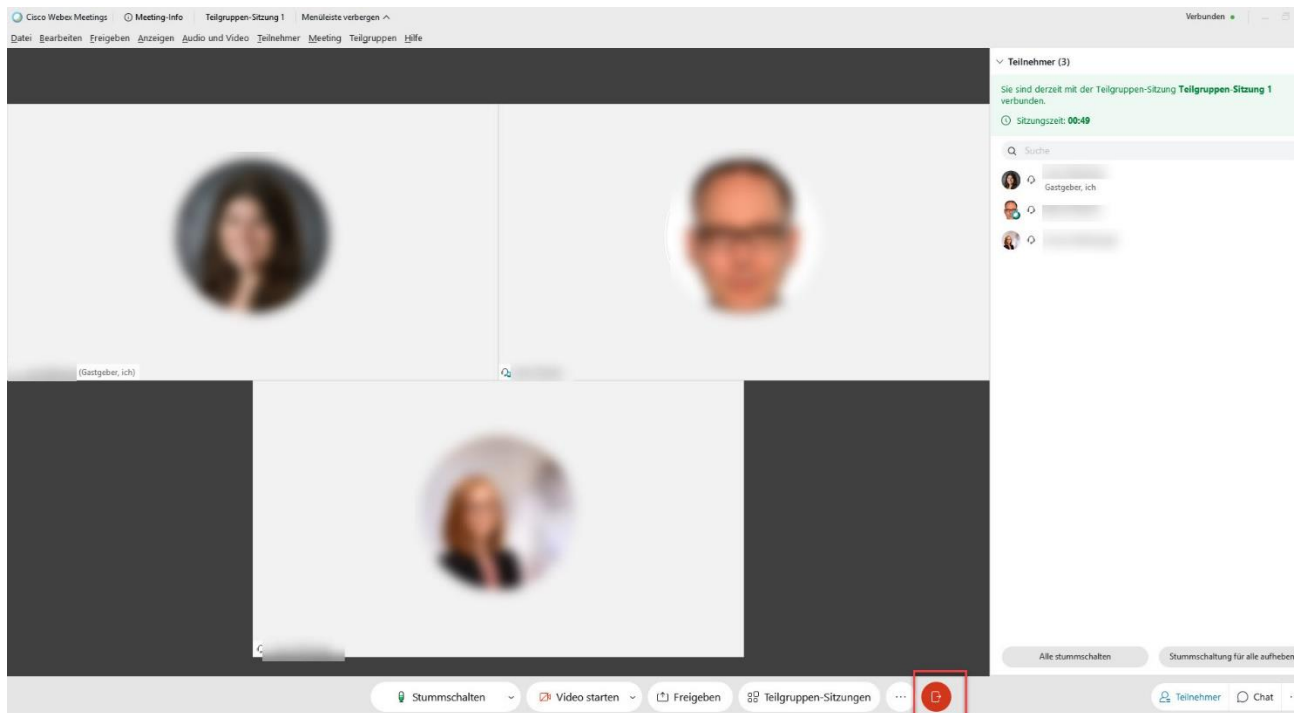 Cisco Webex Meetings Meeting-Info Teilgruppen-Sitzung 1 Menüleiste verbergen Verbunden
Datei Bearbeiten Freigeben Anzeigen Audio und Video Teilnehmer Meeting Teilgruppen Hilfe
Teilnehmer (3)
Sie sind derzeit mit der Teilgruppen-Sitzung Teilgruppen-Sitzung 1
verbunden.
Sitzungszeit: 00:49
Suche
Gastgeber, ich
(Gastgeber, ich)
Alle stummschalten Stummschaltung für alle aufheben
Stummschalten Video starten Freigeben Teilgruppen-Sitzungen ... Teilnehmer Chat